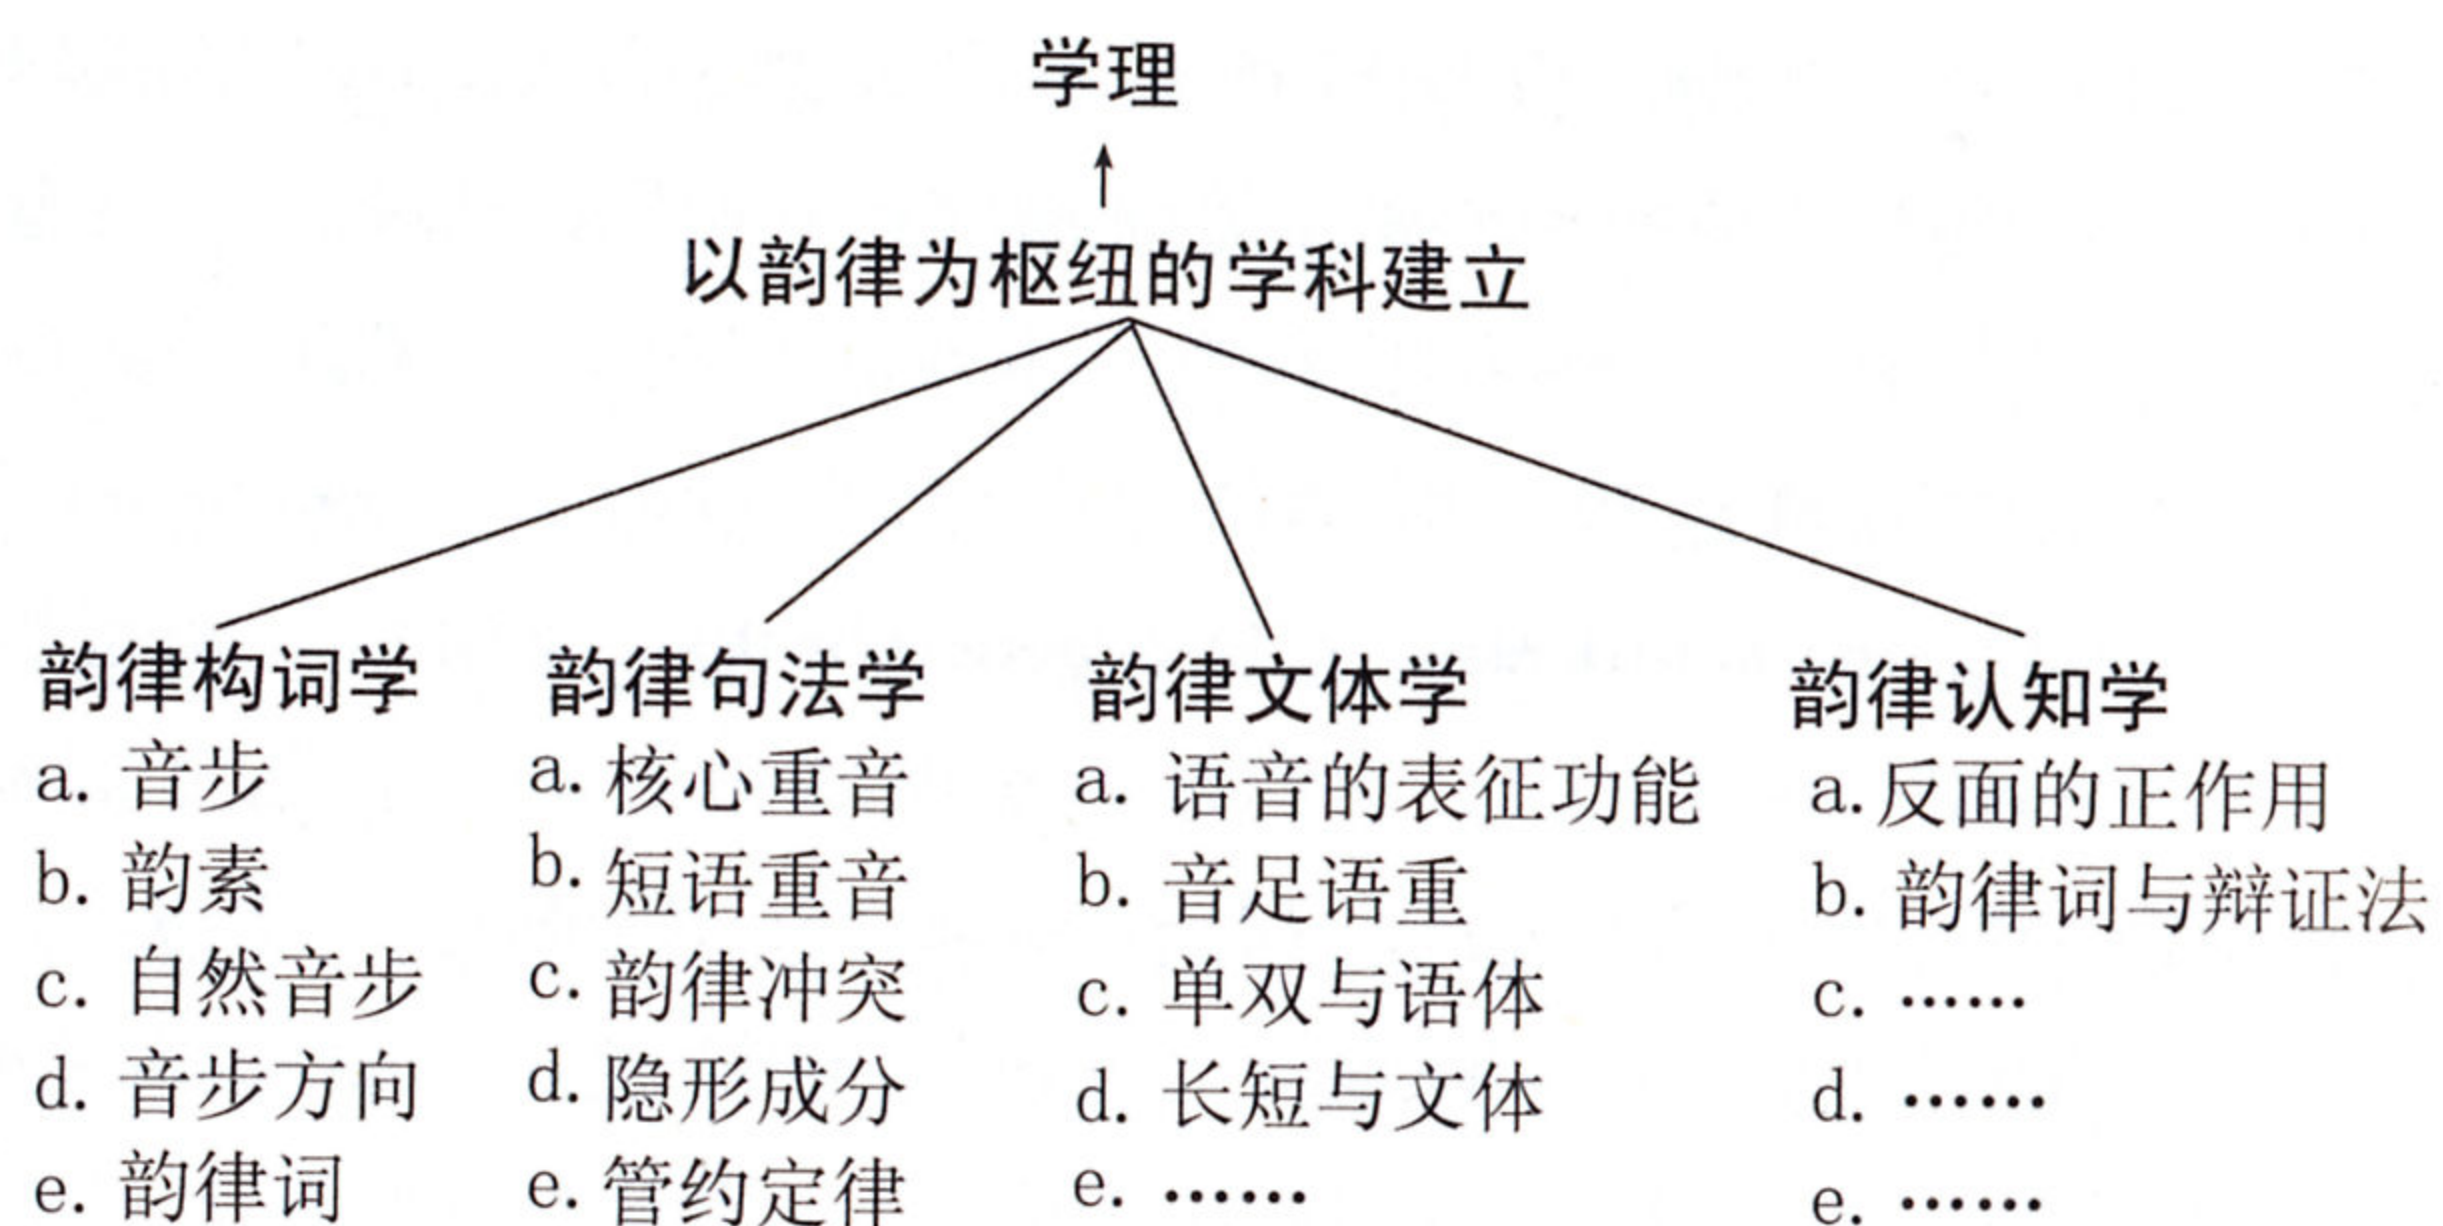 学理
以韵律为枢纽的学科建立
韵律构词学
a. 音步
b. 韵素
c. 自然音步
d. 音步方向
e. 韵律词
韵律句法学
a. 核心重音
b. 短语重音
c. 韵律冲突
d. 隐形成分
e. 管约定律
韵律文体学
a. 语音的表征功能
b. 音足语重
c. 单双与语体
d. 长短与文体
e. ……
韵律认知学
a. 反面的正作用
b. 韵律词与辩证法
c. ……
d. ……
e. ……